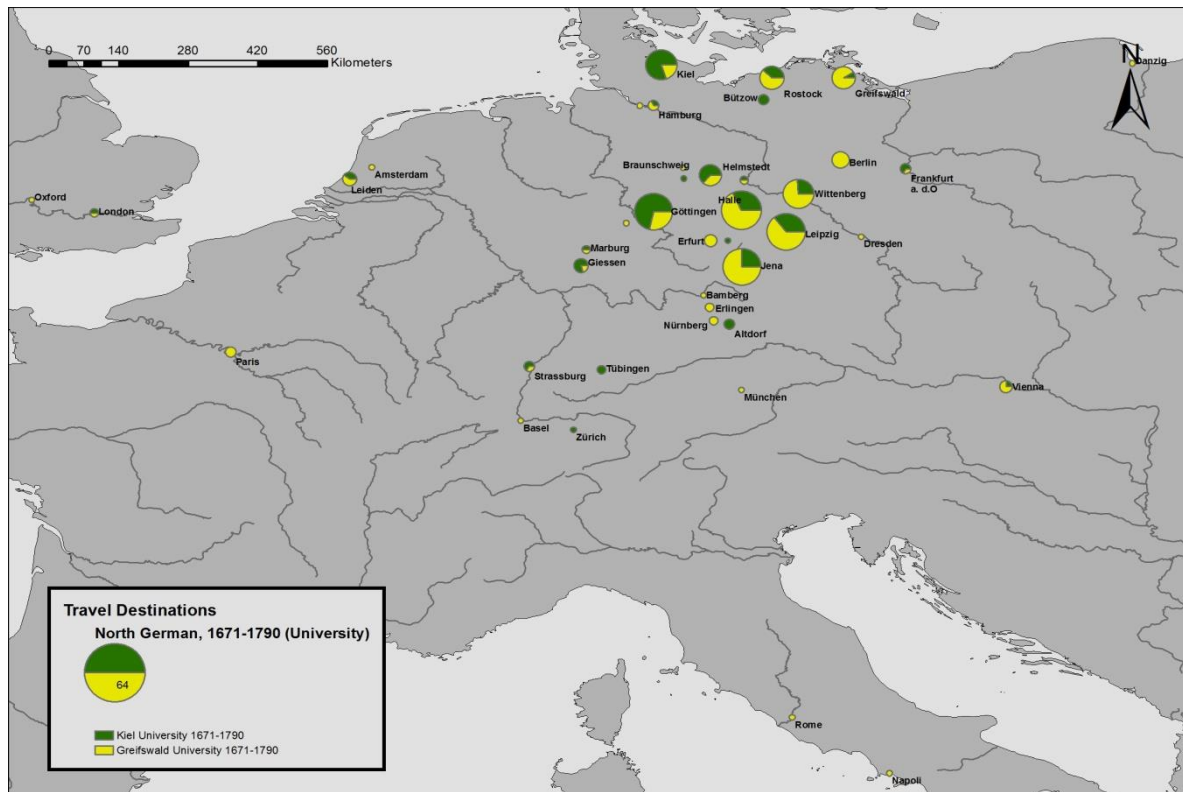 0 70 140 280 420 560
Kilometers
N
Danzig
Kiel
Rostock
Greifswald
Bützow
Hamburg
Berlin
Braunschweig
Helmstedt
Frankfurt
a. d.O
Amsterdam
Leiden
Oxford
London
Wittenberg
Halle
Göttingen
Leipzig
Erfurt
Dresden
Marburg
Giessen
Jena
Bamberg
Erlingen
Nürnberg
Altdorf
Paris
Strassburg
Tübingen
München
Vienna
Basel
Zürich
Travel Destinations
North German, 1671-1790 (University)
64
Kiel University 1671-1790
Greifswald University 1671-1790
Rome
Napoli